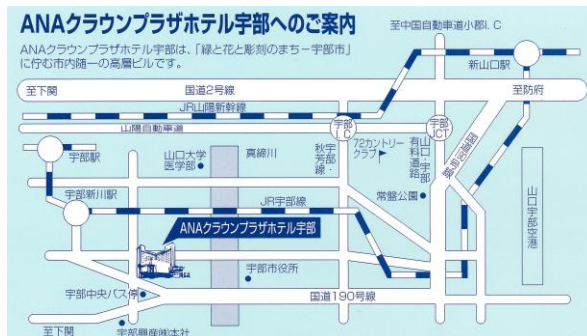 ANAクラウンプラザホテル宇部へのご案内
ANAクラウンプラザホテル宇部は、「緑と花と彫刻のまち−宇部市」
に佇む市内随一の高層ビルです。
至中国自動車道小郡I.C
新山口駅
至下関
国道2号線
至防府
JR山陽新幹線
山陽自動車道
宇部I.C
宇部JCT
宇部駅
山口大学
医学部
真締川
秋芳線・
72カントリー
クラブ
山口・宇部
有料道路
宇部新川駅
常盤公園
JR宇部線
山口宇部空港
ANAクラウンプラザホテル宇部
宇部市役所
宇部中央バス停
国道190号線
至下関
宇部興産㈱本社